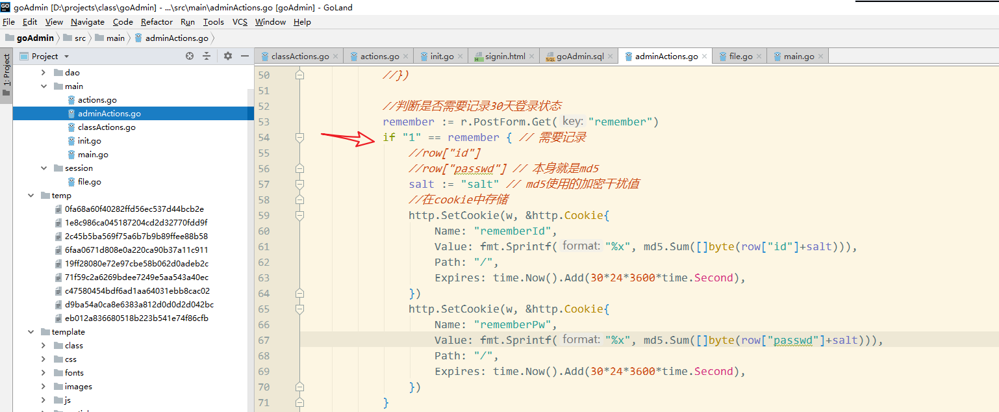 GO goAdmin [D:\projects\class\goAdmin] - ...\src\main\adminActions.go [goAdmin] - GoLand
File Edit View Navigate Code Refactor Run Tools VCS Window Help
goAdmin src main adminActions.go
1: Project
Project
dao
main
actions.go
adminActions.go
classActions.go
init.go
main.go
session
file.go
temp
0fa68a60f40282ffd56ec537d44bcb2e
1e8c986ca045187204cd2d32770fdd9f
2c45b5ba569f75a6b7b9b89ffee88b58
6faa0671d808e0a220ca90b37a11c911
19ff28080e72e97cbe58b062d0adeb2c
71f59c2a6269bdee7249e5aa543a40ec
c47580454bdf6ad1aa64031ebb8cac02
d9ba54a0ca8e6383a812d0d0d2d042bc
eb012a836680518b223b541e74f86cfb
template
class
css
fonts
images
js
classActions.go actions.go init.go signin.html goAdmin.sql adminActions.go file.go main.go
50 //})
51
52 //判断是否需要记录30天登录状态
53 remember := r.PostForm.Get( key: "remember")
54 if "1" == remember { // 需要记录
55 //row["id"]
56 //row["passwd"] // 本身就是md5
57 salt := "salt" // md5使用的加密干扰值
58 //在cookie中存储
59 http.SetCookie(w, &http.Cookie{
60 Name: "rememberId",
61 Value: fmt.Sprintf( format: "%x", md5.Sum([]byte(row["id"]+salt))),
62 Path: "/",
63 Expires: time.Now().Add(30*24*3600*time.Second),
64 })
65 http.SetCookie(w, &http.Cookie{
66 Name: "rememberPw",
67 Value: fmt.Sprintf( format: "%x", md5.Sum([]byte(row["passwd"]+salt))),
68 Path: "/",
69 Expires: time.Now().Add(30*24*3600*time.Second),
70 })
71 }